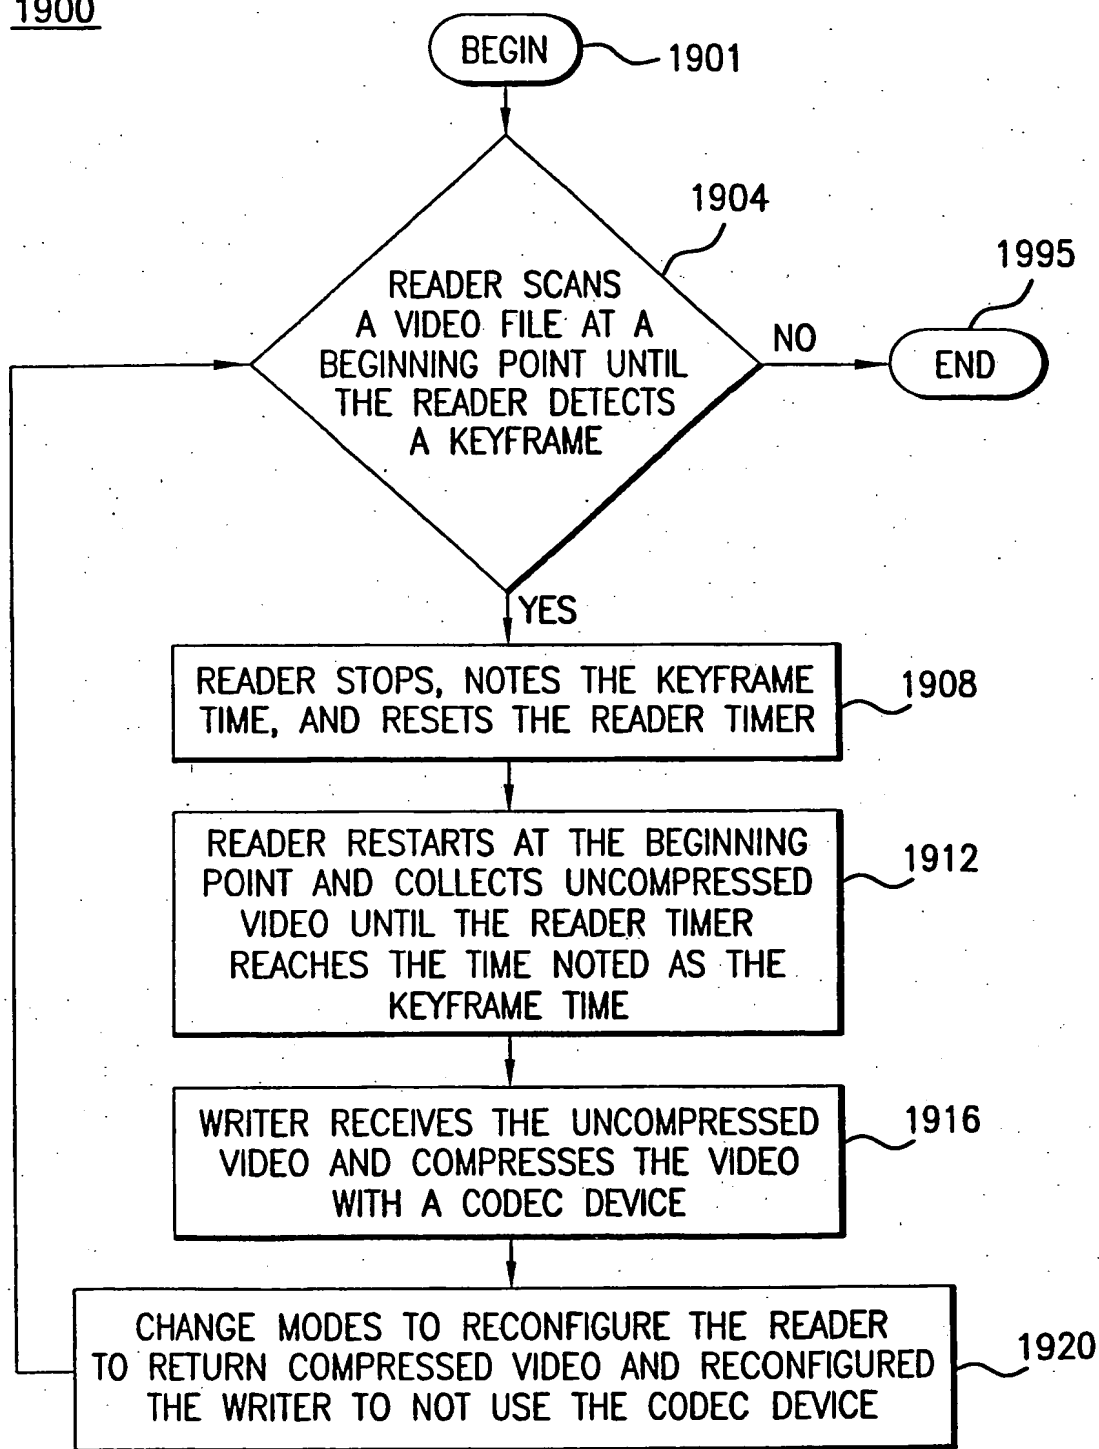 1900
BEGIN
1901
1904
READER SCANS
A VIDEO FILE AT A
BEGINNING POINT UNTIL
THE READER DETECTS
A KEYFRAME
NO
1995
END
YES
READER STOPS, NOTES THE KEYFRAME
TIME, AND RESETS THE READER TIMER
1908
READER RESTARTS AT THE BEGINNING
POINT AND COLLECTS UNCOMPRESSED
VIDEO UNTIL THE READER TIMER
REACHES THE TIME NOTED AS THE
KEYFRAME TIME
1912
WRITER RECEIVES THE UNCOMPRESSED
VIDEO AND COMPRESSES THE VIDEO
WITH A CODEC DEVICE
1916
CHANGE MODES TO RECONFIGURE THE READER
TO RETURN COMPRESSED VIDEO AND RECONFIGURED
THE WRITER TO NOT USE THE CODEC DEVICE
1920